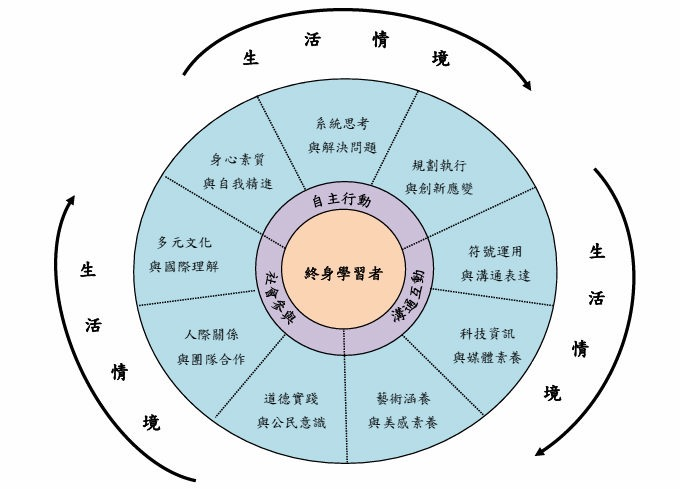 生活情境
系統思考
與解決問題
規劃執行
與創新應變
符號運用
與溝通表達
科技資訊
與媒體素養
藝術涵養
與美感素養
道德實踐
與公民意識
人際關係
與團隊合作
多元文化
與國際理解
身心素質
與自我精進
自主行動
溝通互動
社會參與
終身學習者
生活情境
生活情境